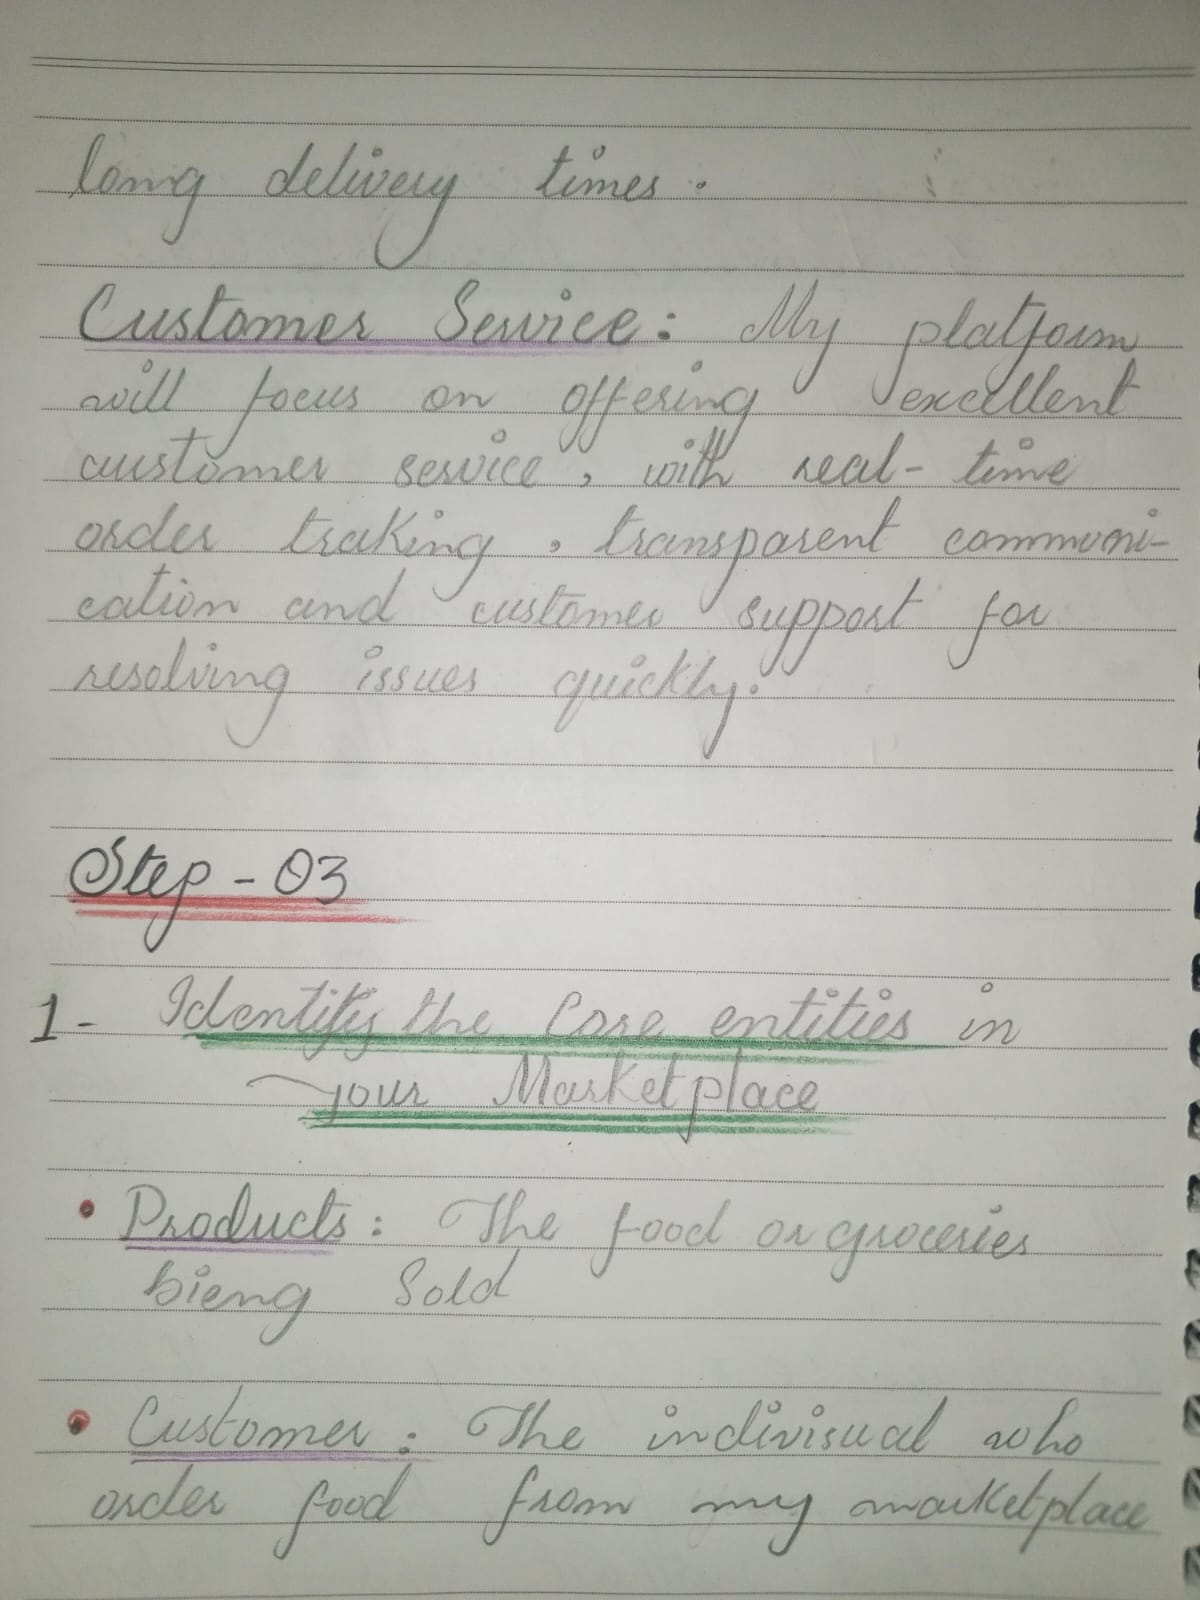 long delivery times.
Customer Service: My platform
will focus on offering excellent
customer service, with real-time
order traking, transparent communi-
cation and customer support for
resolving issues quickly.
Step - 03
1- Identify the Core entities in
your Marketplace
• Products: The food or groceries
bieng Sold
• Customer: The indivisual who
order food from my marketplace